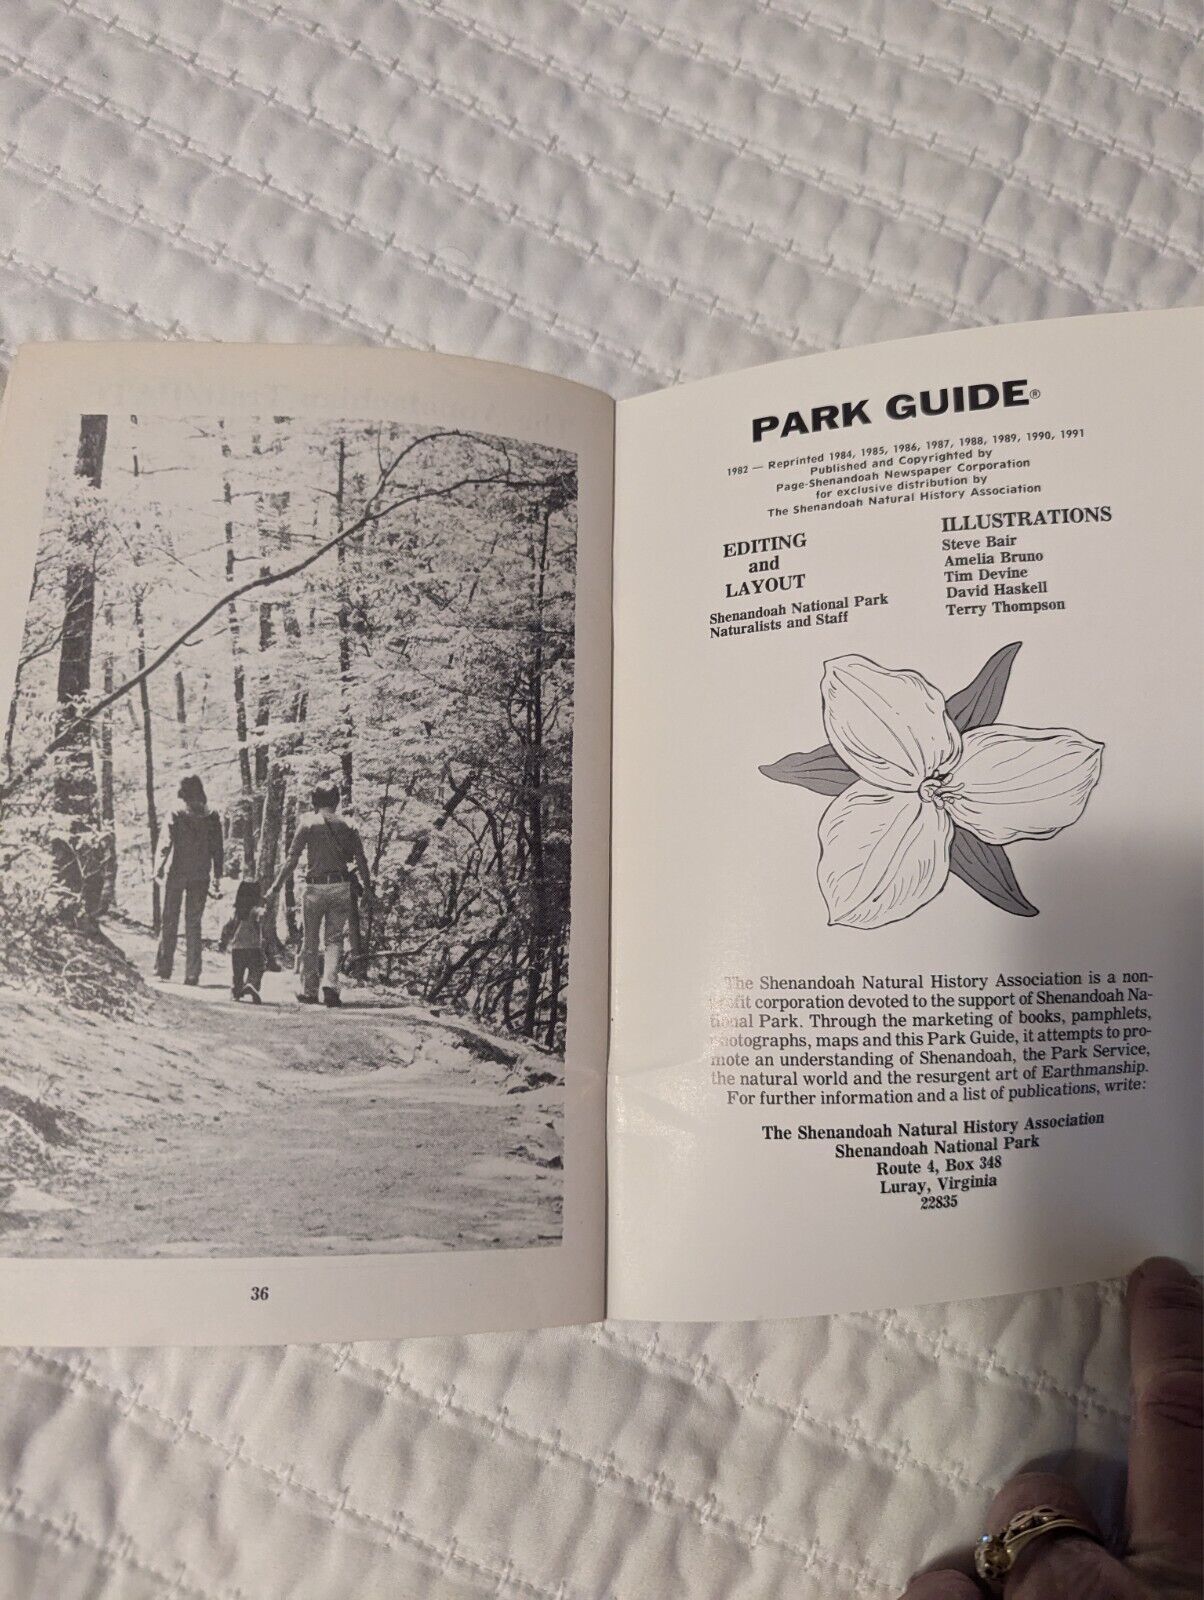 36
PARK GUIDE®
1982 — Reprinted 1984, 1985, 1986, 1987, 1988, 1989, 1990, 1991
Published and Copyrighted by
Page-Shenandoah Newspaper Corporation
for exclusive distribution by
The Shenandoah Natural History Association
EDITING
and
LAYOUT
Shenandoah National Park
Naturalists and Staff
ILLUSTRATIONS
Steve Bair
Amelia Bruno
Tim Devine
David Haskell
Terry Thompson
The Shenandoah Natural History Association is a non-
profit corporation devoted to the support of Shenandoah Na-
tional Park. Through the marketing of books, pamphlets,
photographs, maps and this Park Guide, it attempts to pro-
mote an understanding of Shenandoah, the Park Service,
the natural world and the resurgent art of Earthmanship.
For further information and a list of publications, write:
The Shenandoah Natural History Association
Shenandoah National Park
Route 4, Box 348
Luray, Virginia
22835